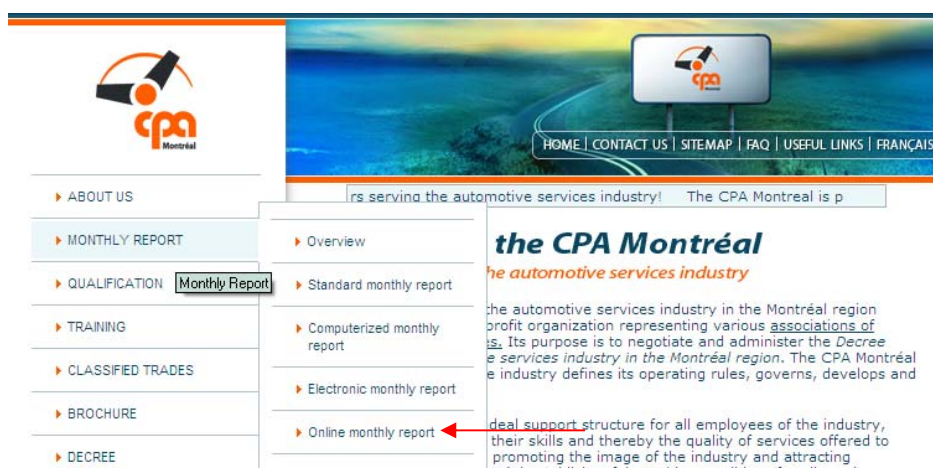 cpa
Montréal
cpa
Montréal
HOME | CONTACT US | SITEMAP | FAQ | USEFUL LINKS | FRANÇAIS
rs serving the automotive services industry! The CPA Montreal is p
ABOUT US
MONTHLY REPORT
QUALIFICATION
Monthly Report
TRAINING
CLASSIFIED TRADES
BROCHURE
DECREE
Overview
Standard monthly report
Computerized monthly
report
Electronic monthly report
Online monthly report
the CPA Montréal
he automotive services industry
the automotive services industry in the Montréal region
profit organization representing various associations of
s. Its purpose is to negotiate and administer the Decree
e services industry in the Montréal region. The CPA Montréal
e industry defines its operating rules, governs, develops and
deal support structure for all employees of the industry,
their skills and thereby the quality of services offered to
promoting the image of the industry and attracting